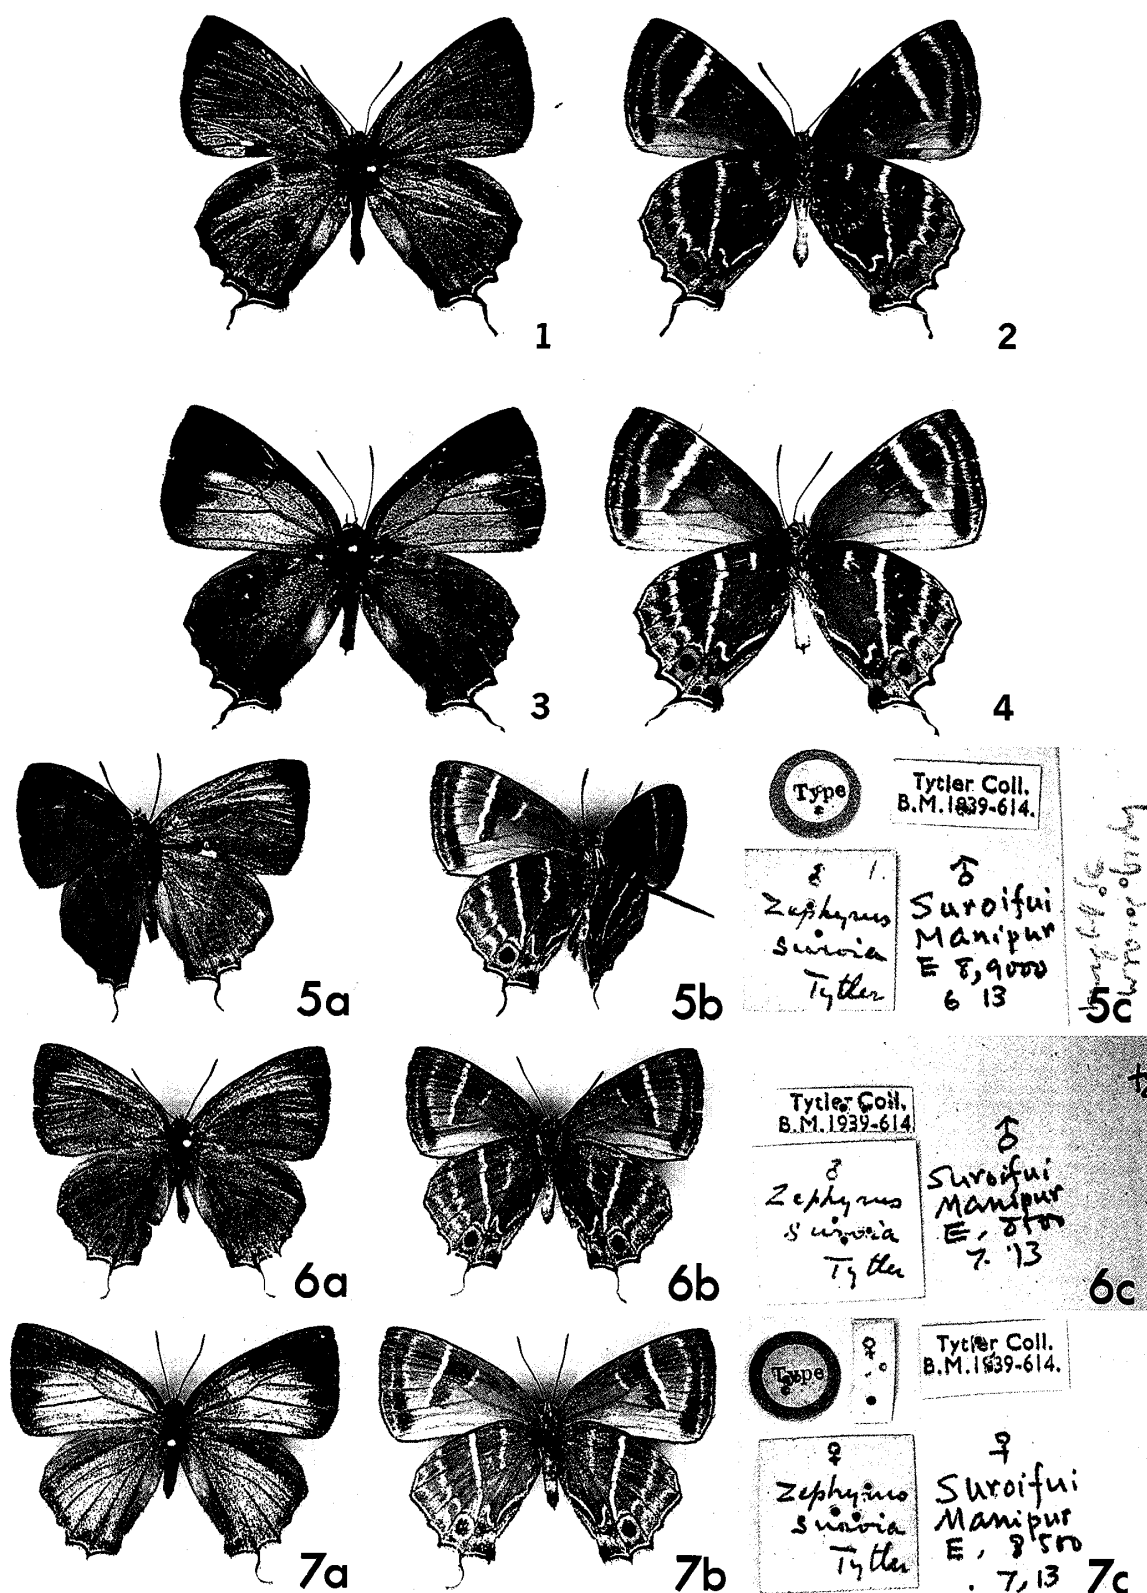 1
2
3
4
Type
Tytler Coll.
B.M.1939-614.
♂ 1.
Zephyrus
suroia
Tytler
♂
Suroifui
Manipur
E 8,9000
6 13
5a
5b
5c
Tytler Coll.
B.M.1939-614
♂
Zephyrus
suroia
Tytler
♂
Suroifui
Manipur
E, 8500
7. '13
6a
6b
6c
Type
♀
Tytler Coll.
B.M.1939-614.
♀
Zephyrus
suroia
Tytler
♀
Suroifui
Manipur
E, 8500
. 7,13
7a
7b
7c